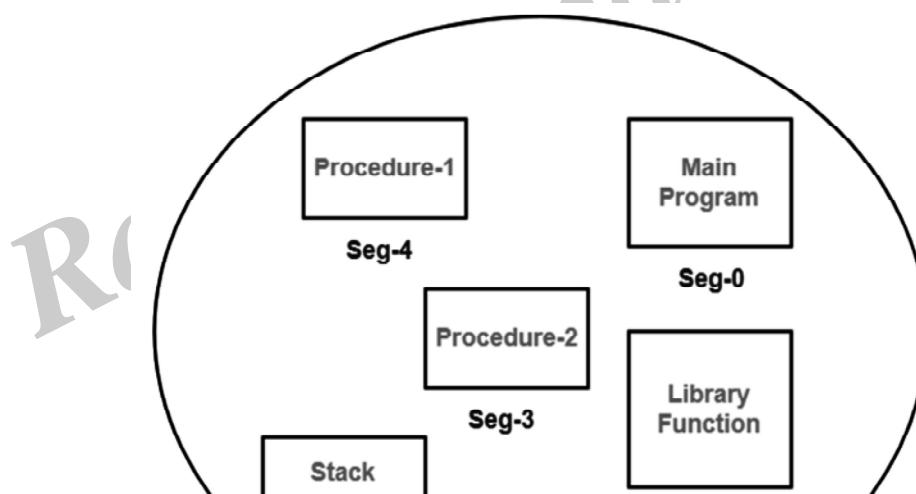 Procedure-1
Seg-4
Main
Program
Seg-0
Procedure-2
Seg-3
Library
Function
Stack